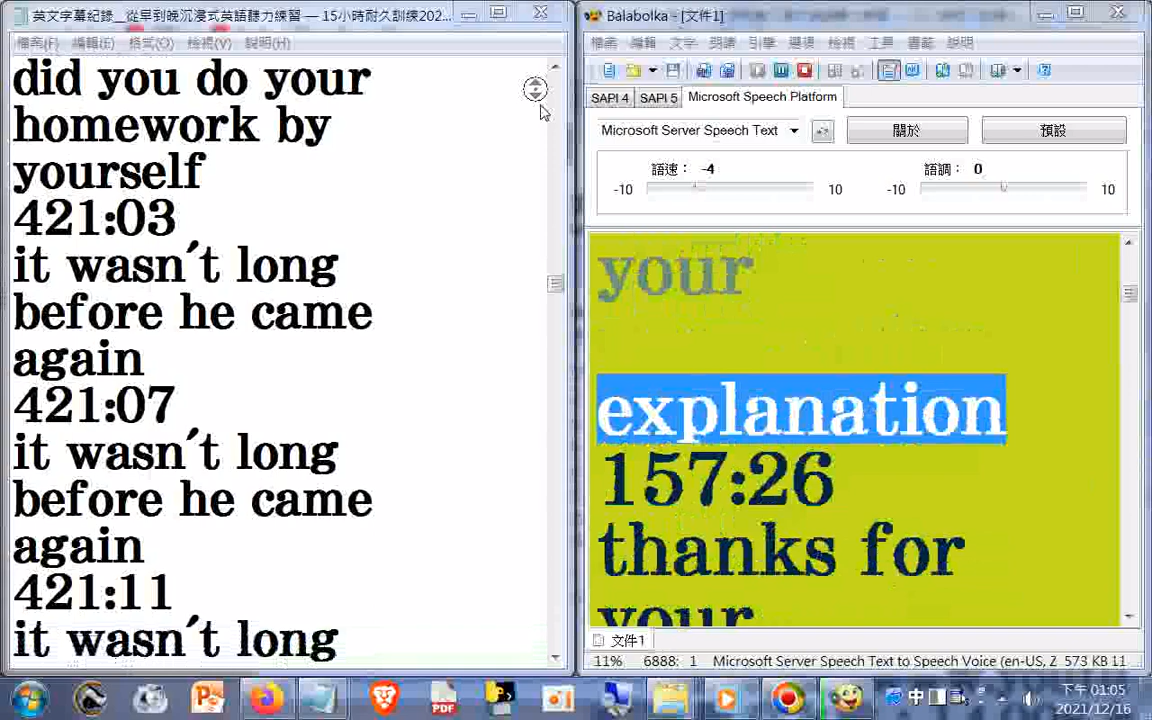 英文字幕紀錄__從早到晚沉浸式英語聽力練習 — 15小時耐久訓練202...
檔案(F) 編輯(E) 格式(O) 檢視(V) 說明(H)
did you do your
homework by
yourself
421:03
it wasn't long
before he came
again
421:07
it wasn't long
before he came
again
421:11
it wasn't long
Balabolka - [文件1]
檔案 編輯 文字 朗讀 引擎 選項 檢視 工具 書籤 說明
SAPI 4 SAPI 5 Microsoft Speech Platform
Microsoft Server Speech Text 關於 預設
語速： -4 語調： 0
-10 10 -10 10
your
explanation
157:26
thanks for
your
文件1
11% 6888: 1 Microsoft Server Speech Text to Speech Voice (en-US, Z 573 KB 11
PDF 中 下午 01:05
2021/12/16